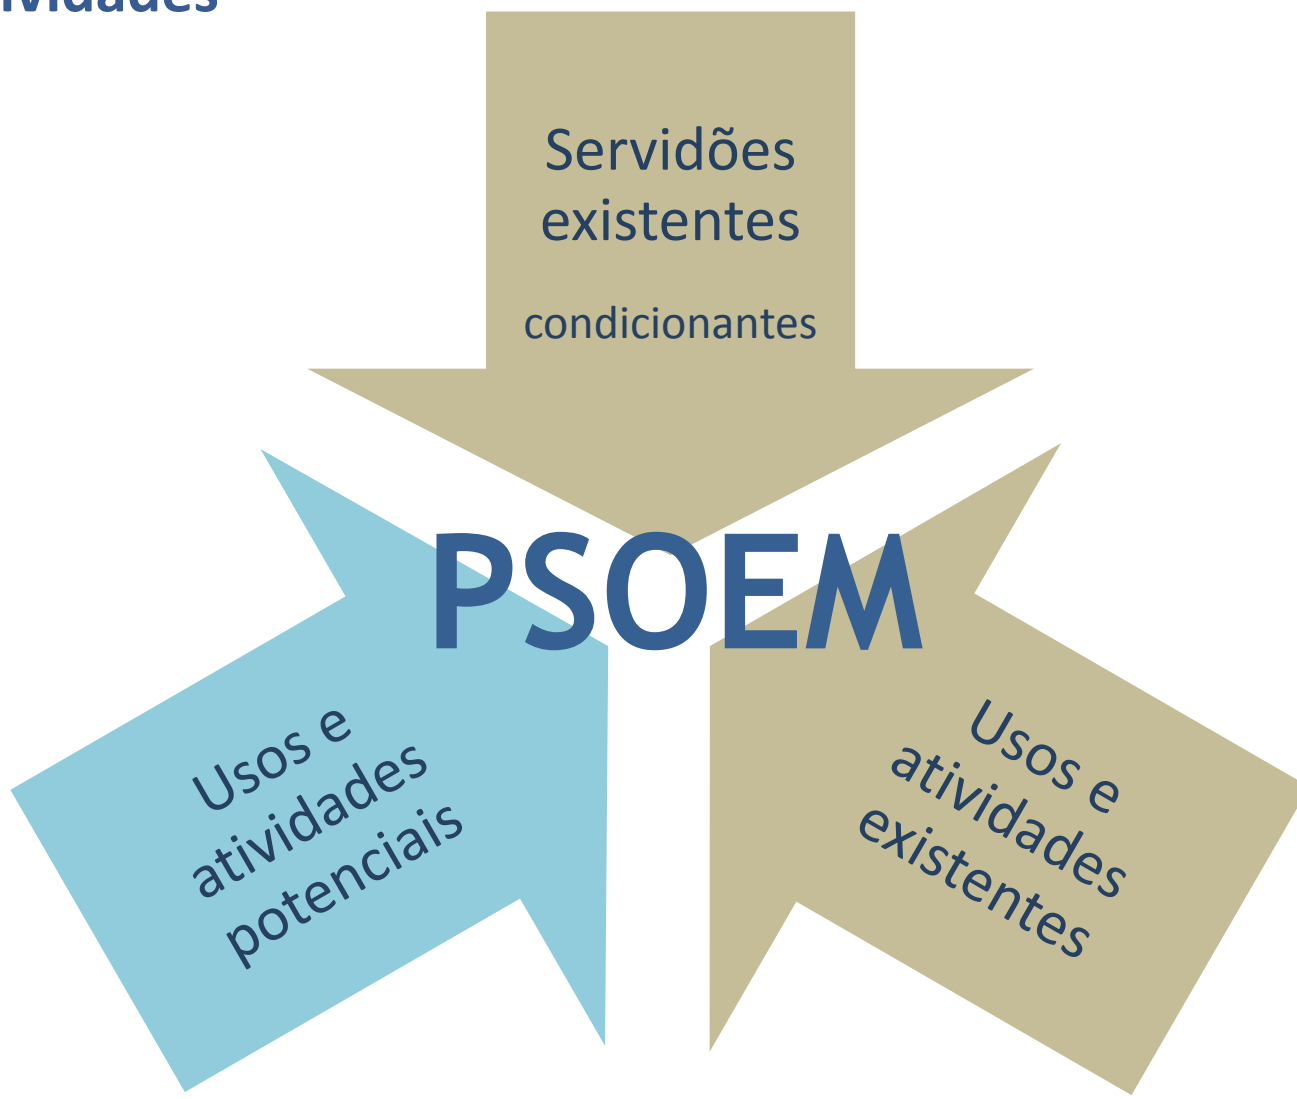 Servidões
existentes
condicionantes
PSOEM
Usos e
atividades
potenciais
Usos e
atividades
existentes